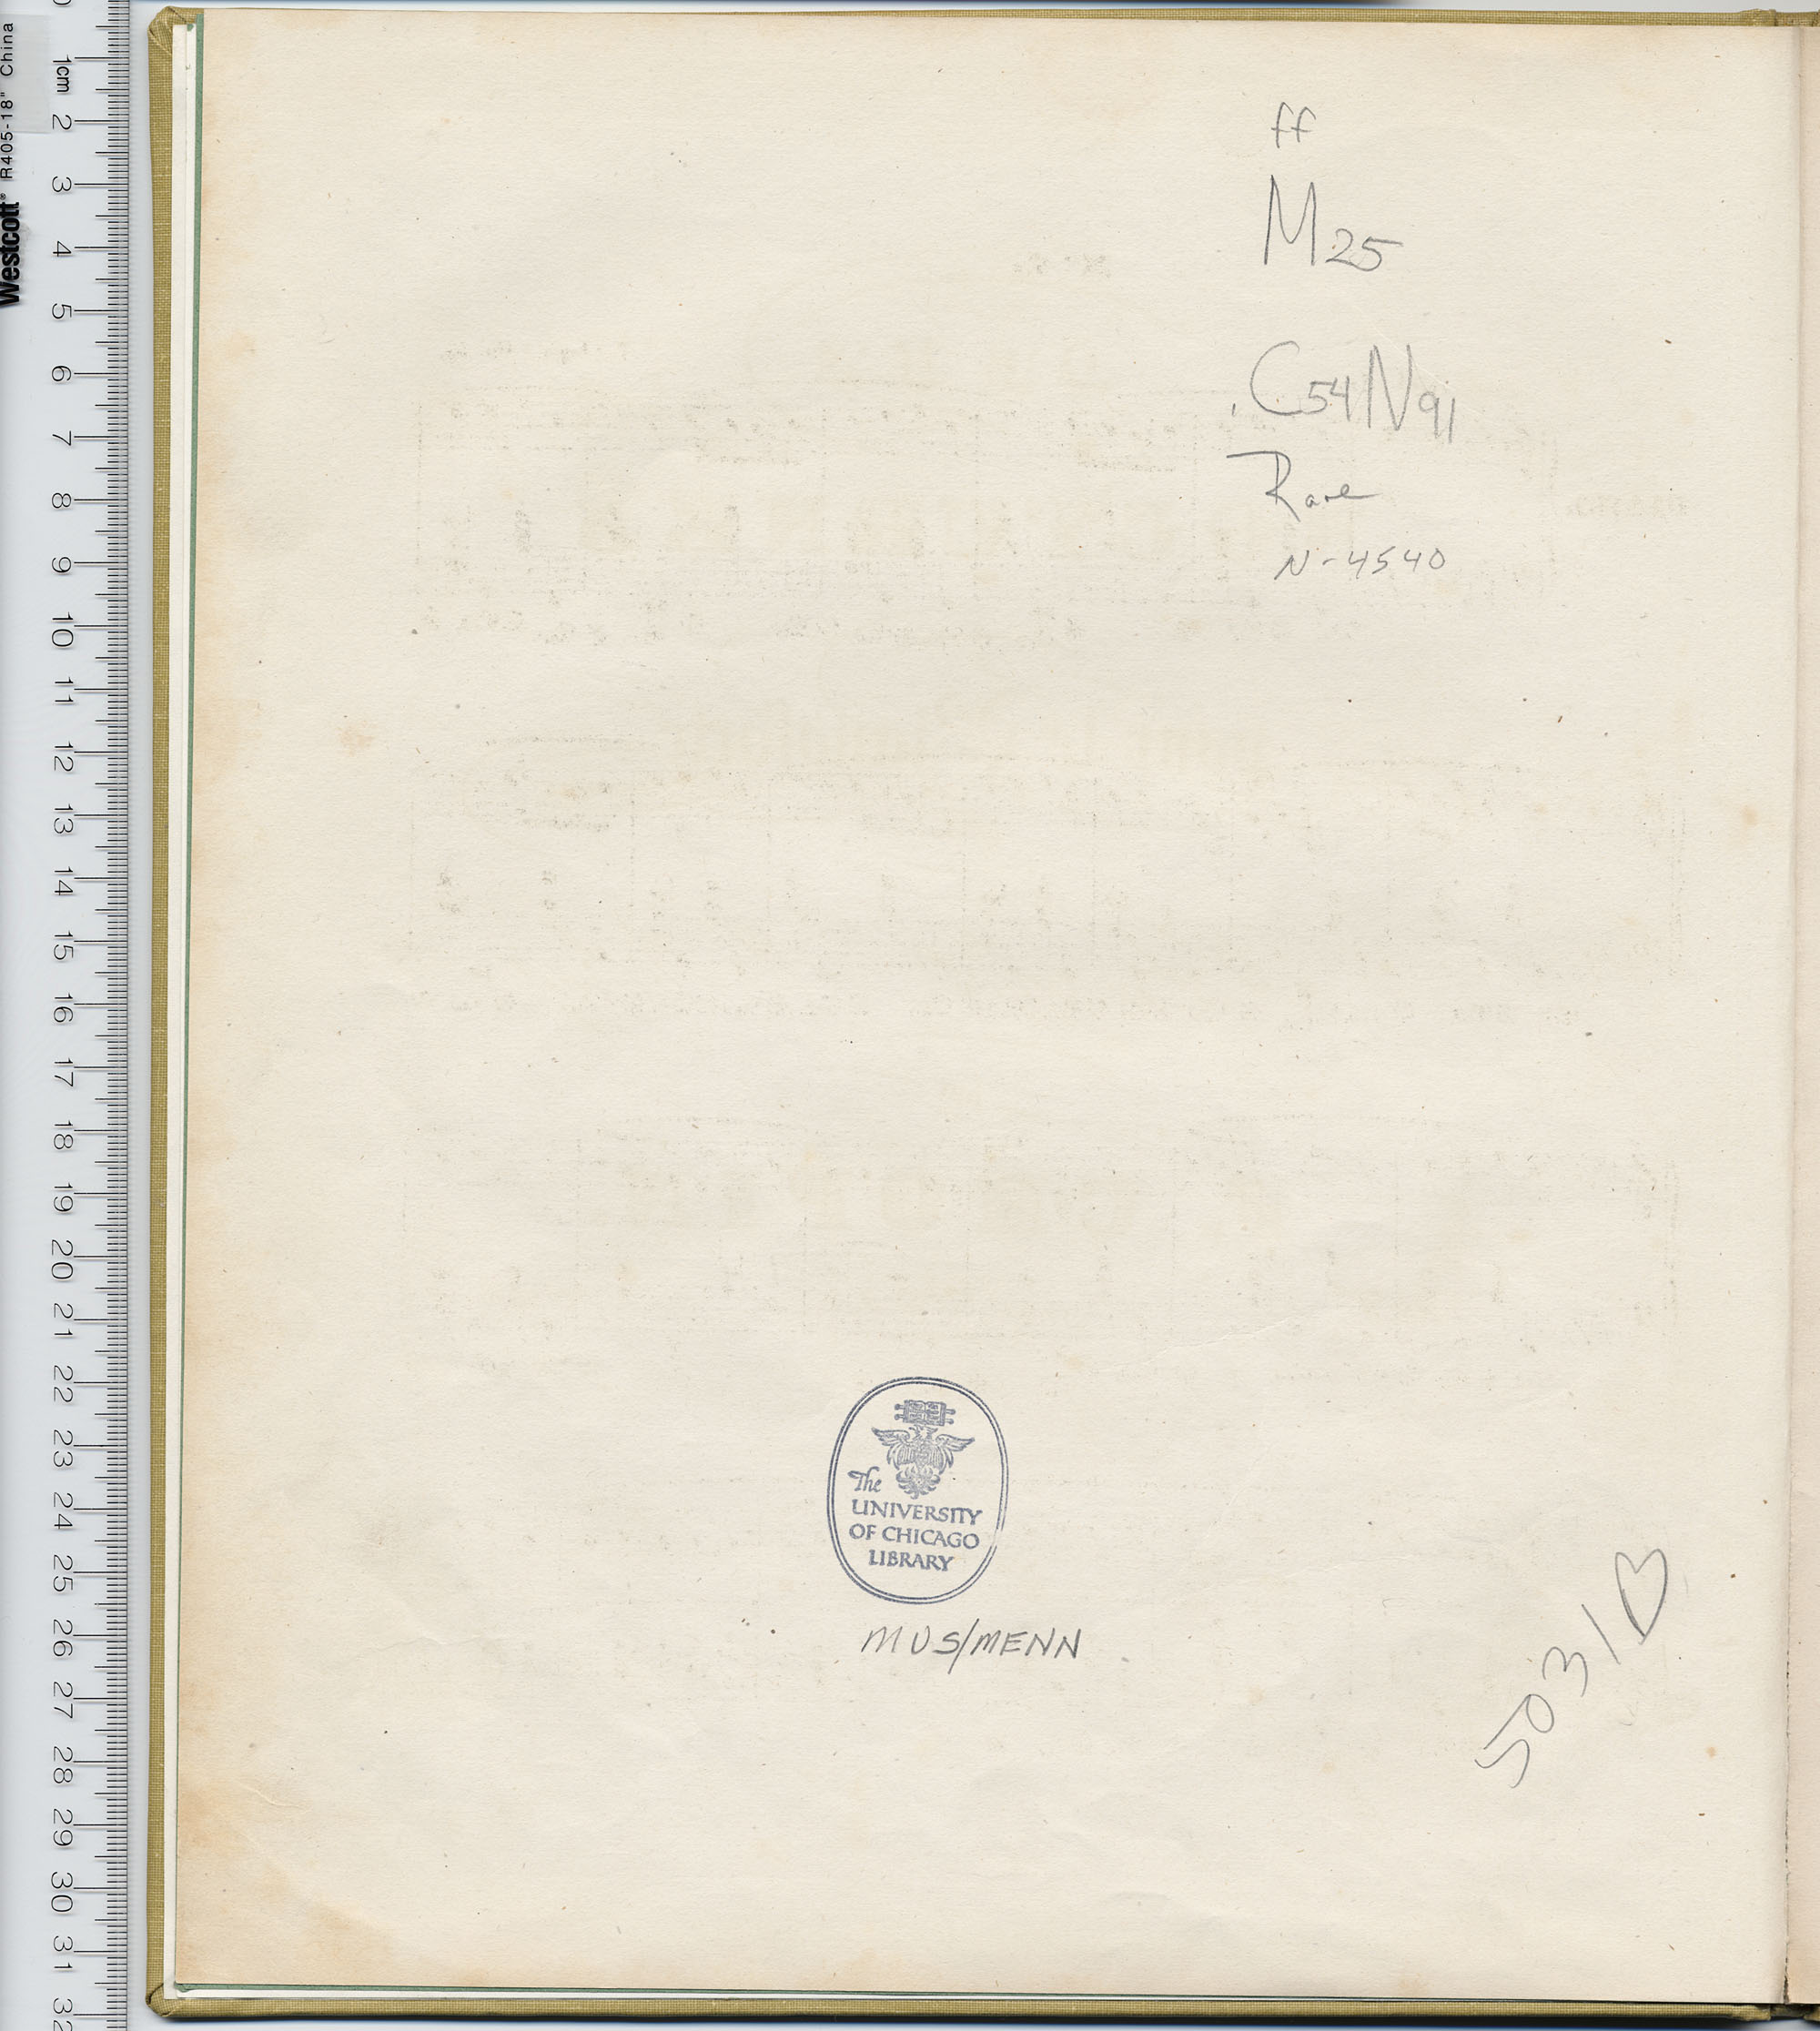 ff
M25
.C54N91
Rare
N-4540
The
UNIVERSITY
OF CHICAGO
LIBRARY
MUS/MENN
5031B
Westcott® R405-18" China
1cm
2
3
4
5
6
7
8
9
10
11
12
13
14
15
16
17
18
19
20
21
22
23
24
25
26
27
28
29
30
31
32